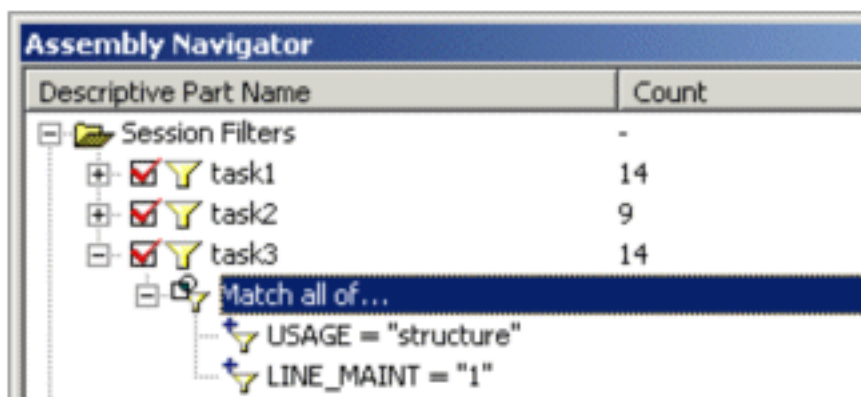 Assembly Navigator
Descriptive Part Name Count
Session Filters -
task1 14
task2 9
task3 14
Match all of...
USAGE = "structure"
LINE_MAINT = "1"